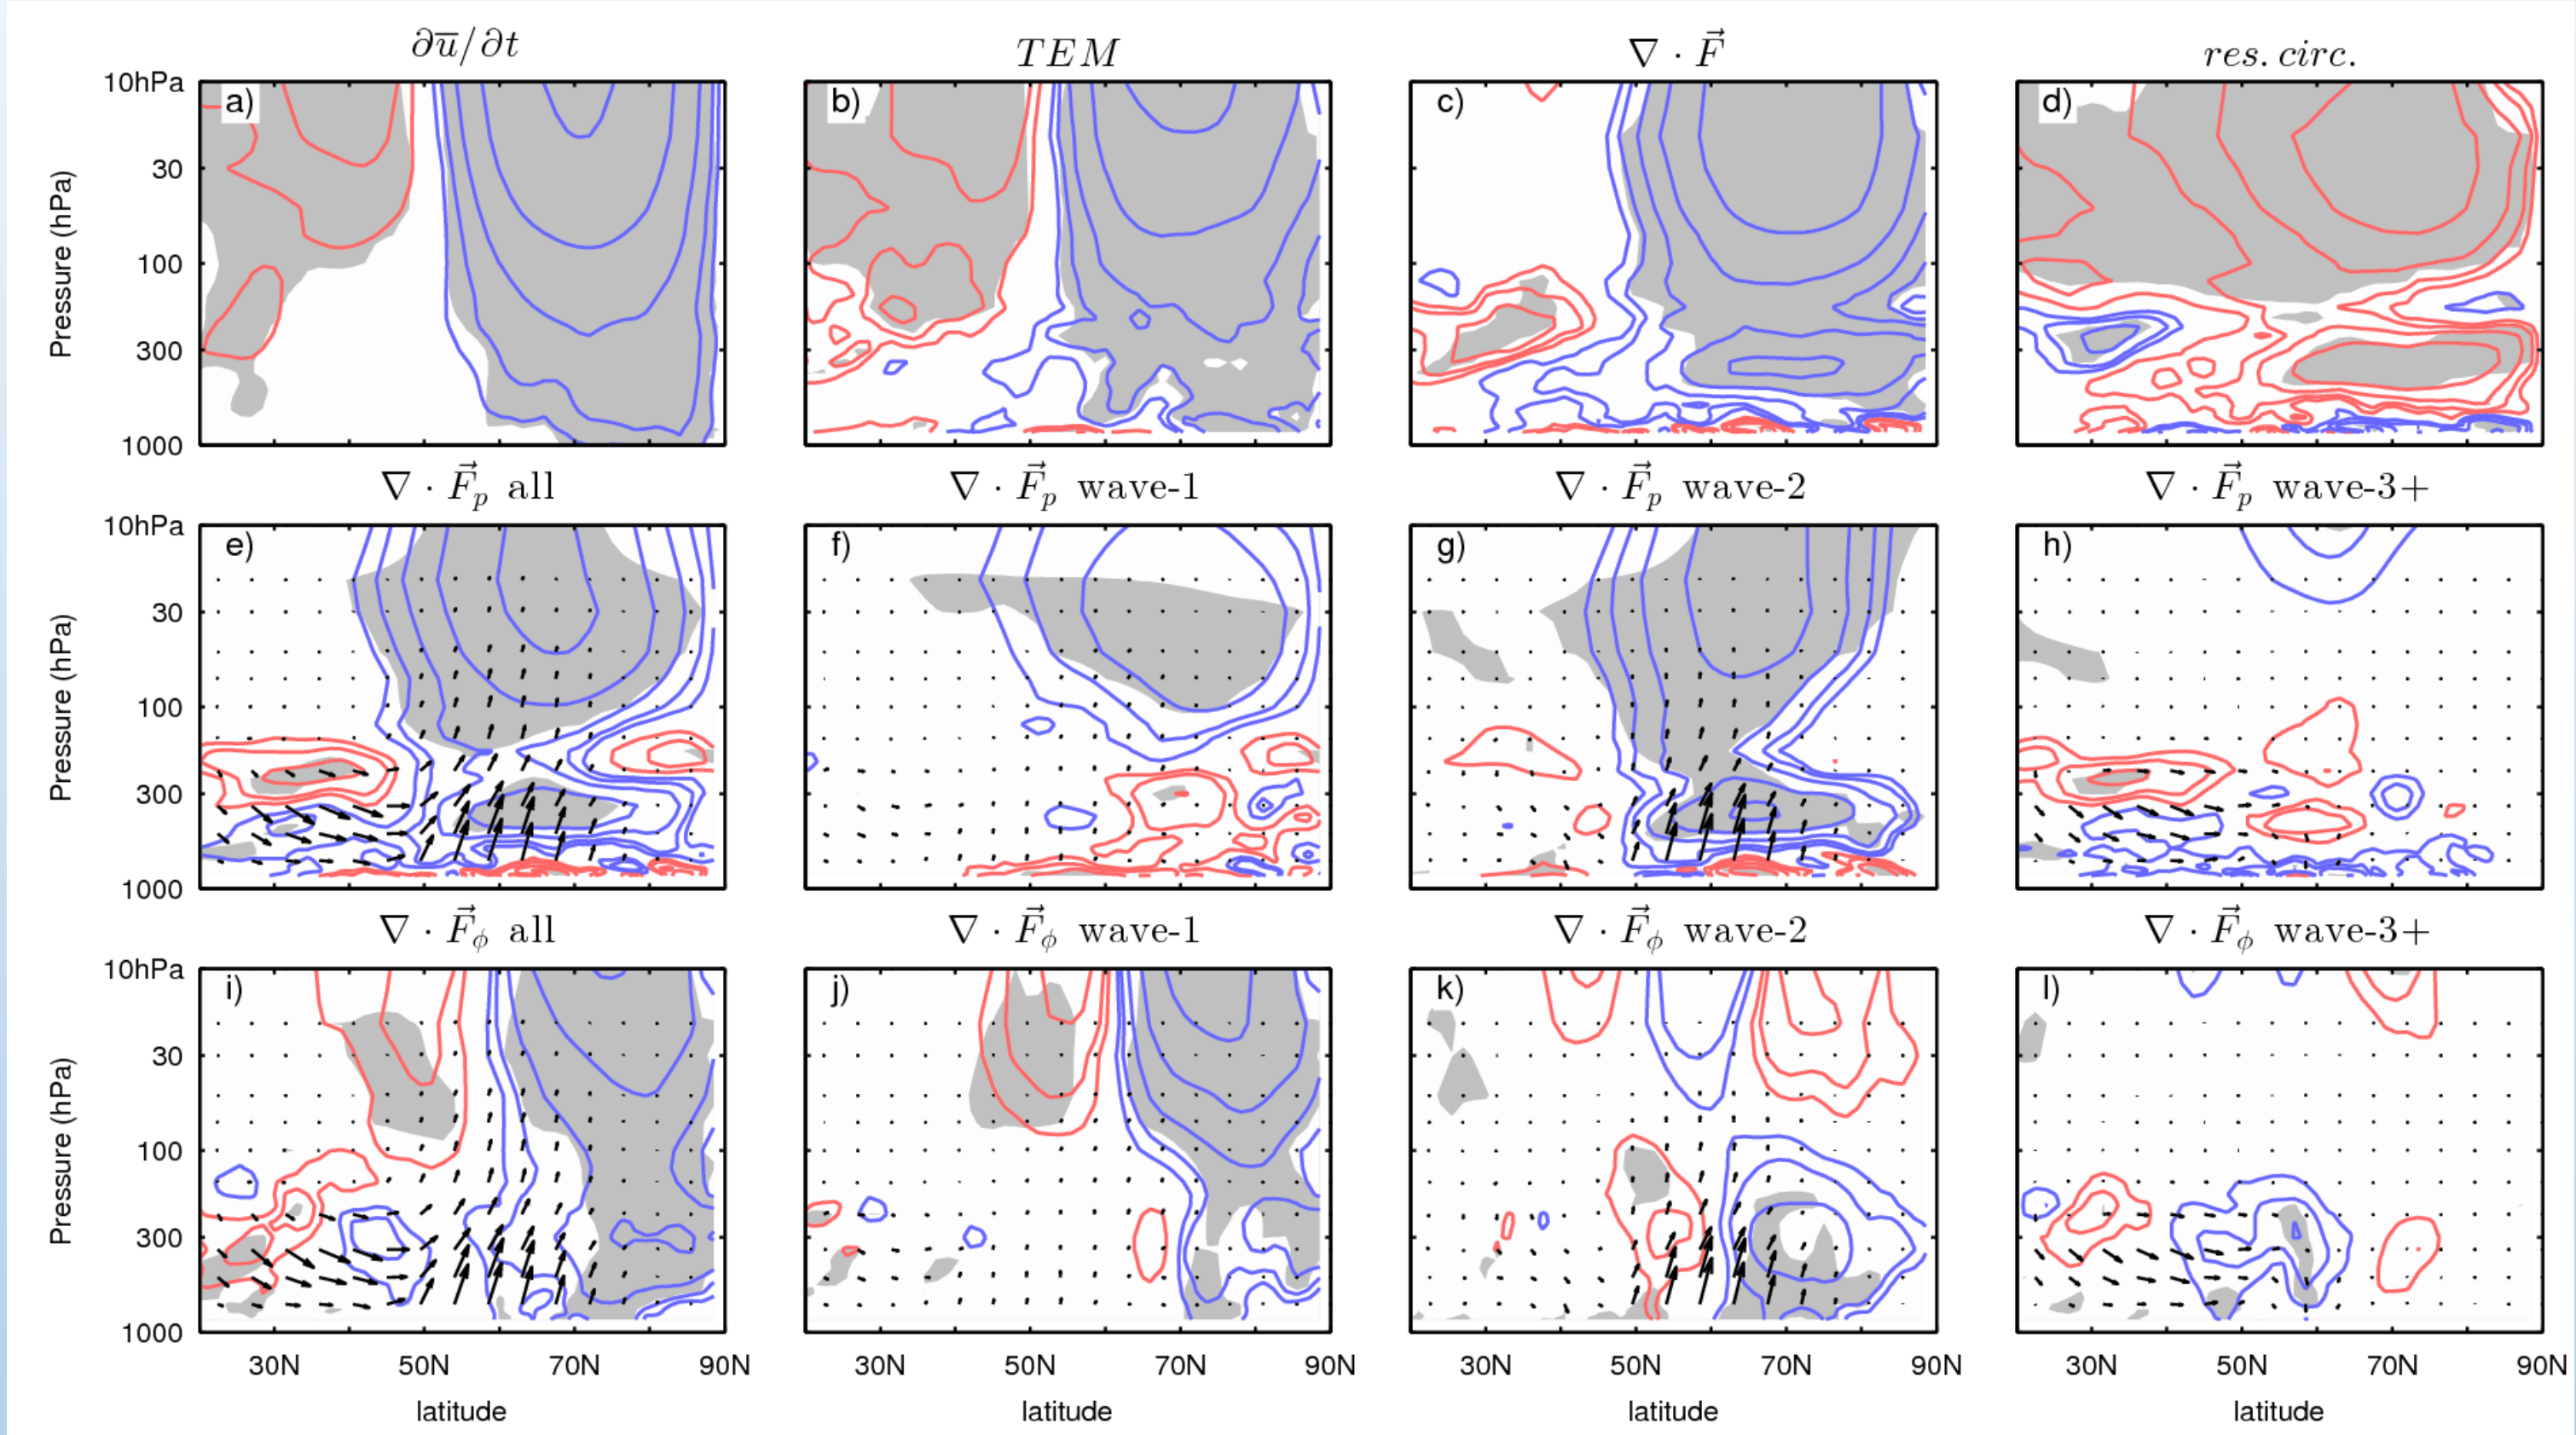 ∂u̅/∂t TEM ∇ · F⃗ res. circ.
10hPa a) b) c) d)
30
100
300
1000
Pressure (hPa)
∇ · F⃗p all ∇ · F⃗p wave-1 ∇ · F⃗p wave-2 ∇ · F⃗p wave-3+
10hPa e) f) g) h)
30
100
300
1000
Pressure (hPa)
∇ · F⃗ϕ all ∇ · F⃗ϕ wave-1 ∇ · F⃗ϕ wave-2 ∇ · F⃗ϕ wave-3+
10hPa i) j) k) l)
30
100
300
1000
Pressure (hPa)
30N 50N 70N 90N 30N 50N 70N 90N 30N 50N 70N 90N 30N 50N 70N 90N
latitude latitude latitude latitude